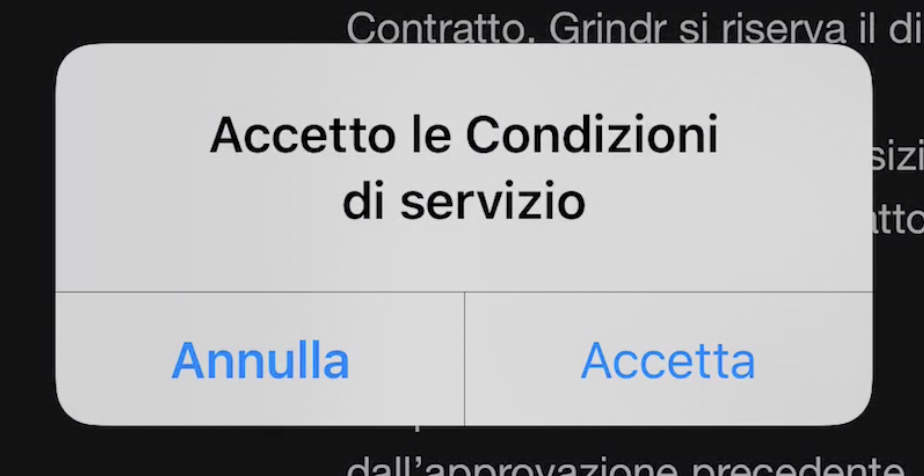 Contratto. Grindr si riserva il di
Accetto le Condizioni
di servizio
sizi
atto
Annulla
Accetta
dall'approvazione precedente